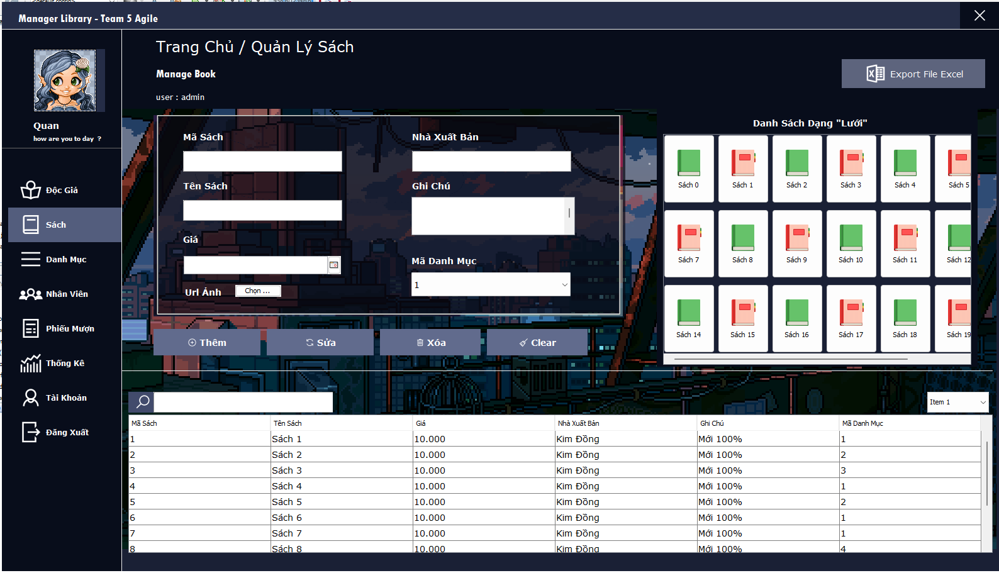 Manager Library - Team 5 Agile
Quan
how are you to day ?
Độc Giả
Sách
Danh Mục
Nhân Viên
Phiếu Mượn
Thống Kê
Tài Khoản
Đăng Xuất
Trang Chủ / Quản Lý Sách
Manage Book
user : admin
Export File Excel
Mã Sách
Nhà Xuất Bản
Tên Sách
Ghi Chú
Giá
Mã Danh Mục
1
Url Ảnh
Chọn ...
Thêm
Sửa
Xóa
Clear
Danh Sách Dạng "Lưới"
Sách 0 Sách 1 Sách 2 Sách 3 Sách 4 Sách 5
Sách 7 Sách 8 Sách 9 Sách 10 Sách 11 Sách 12
Sách 14 Sách 15 Sách 16 Sách 17 Sách 18 Sách 19
Item 1
Mã Sách Tên Sách Giá Nhà Xuất Bản Ghi Chú Mã Danh Mục
1 Sách 1 10.000 Kim Đồng Mới 100% 1
2 Sách 2 10.000 Kim Đồng Mới 100% 2
3 Sách 3 10.000 Kim Đồng Mới 100% 3
4 Sách 4 10.000 Kim Đồng Mới 100% 1
5 Sách 5 10.000 Kim Đồng Mới 100% 2
6 Sách 6 10.000 Kim Đồng Mới 100% 1
7 Sách 7 10.000 Kim Đồng Mới 100% 1
8 Sách 8 10.000 Kim Đồng Mới 100% 4